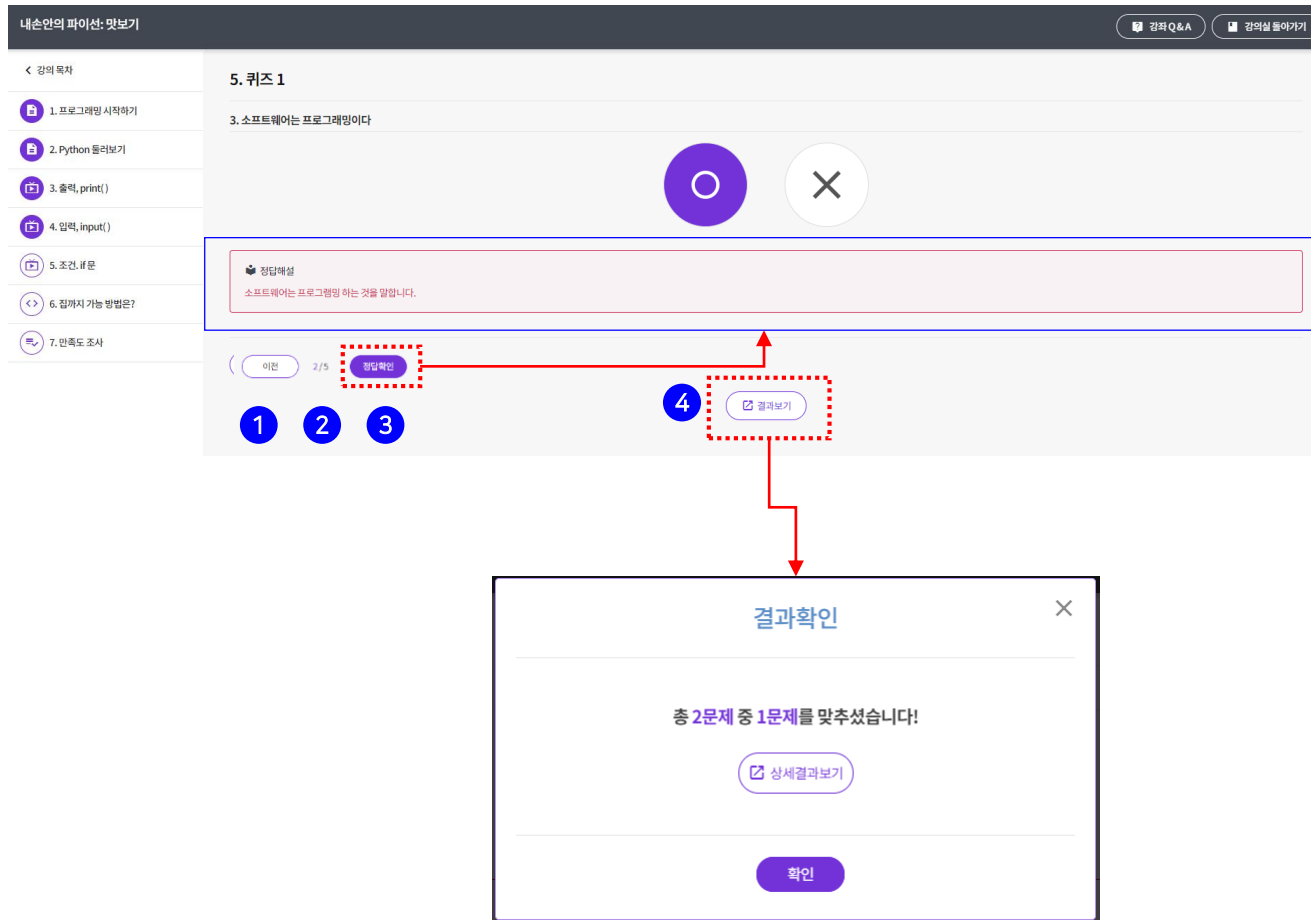 내손안의 파이선: 맛보기
강좌 Q&A
강의실 돌아가기
강의 목차
1. 프로그래밍 시작하기
2. Python 둘러보기
3. 출력, print( )
4. 입력, input( )
5. 조건. if 문
6. 집까지 가능 방법은?
7. 만족도 조사
5. 퀴즈 1
3. 소프트웨어는 프로그래밍이다
정답해설
소프트웨어는 프로그램밍 하는 것을 말합니다.
이전
2/5
정답확인
1
2
3
4
결과보기
결과확인
총 2문제 중 1문제를 맞추셨습니다!
상세결과보기
확인